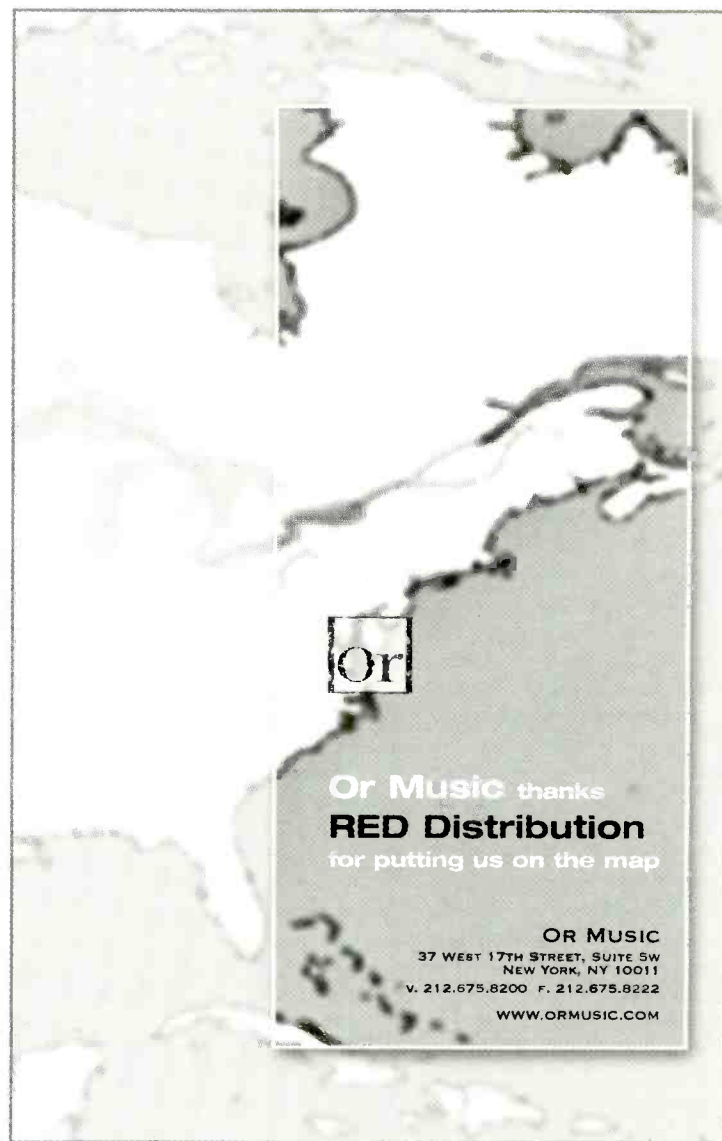 Or
Or Music thanks
RED Distribution
for putting us on the map
OR MUSIC
37 WEST 17TH STREET, SUITE 5W
NEW YORK, NY 10011
V. 212.675.8200 F. 212.675.8222
WWW.ORMUSIC.COM